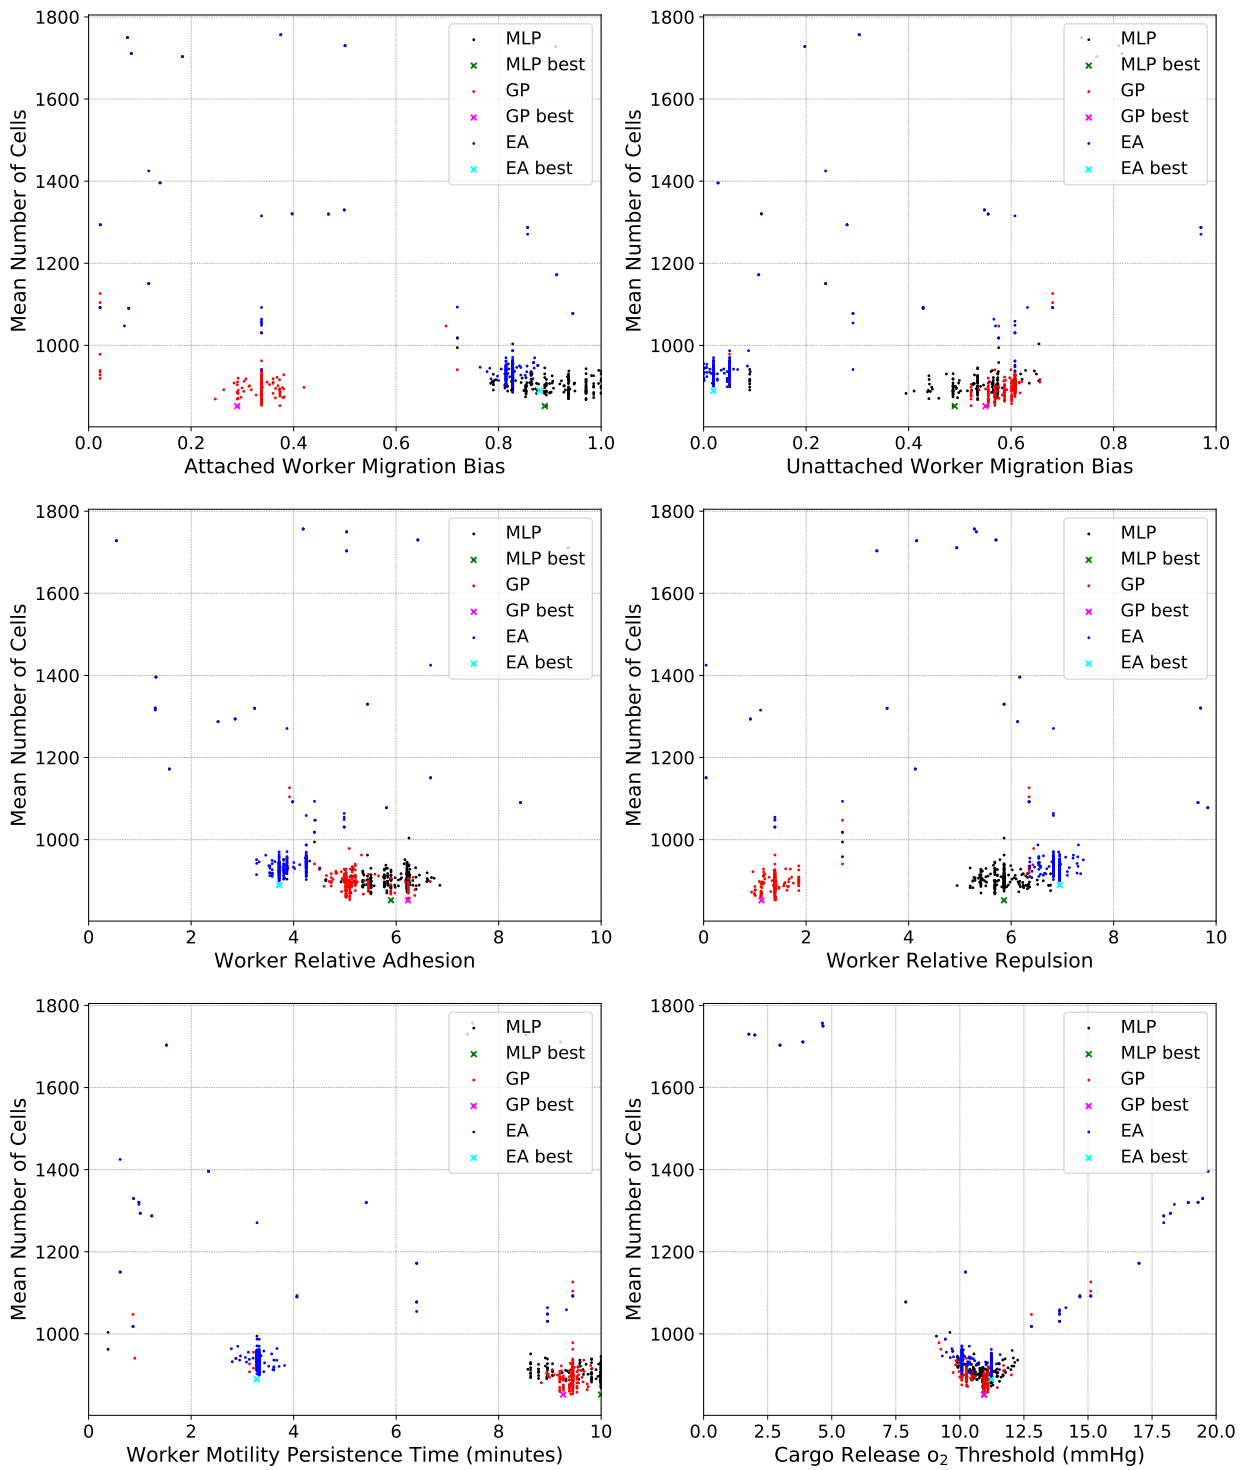 1800
1600
1400
1200
1000
Mean Number of Cells
MLP
MLP best
GP
GP best
EA
EA best
0.0 0.2 0.4 0.6 0.8 1.0
Attached Worker Migration Bias
1800
1600
1400
1200
1000
Mean Number of Cells
MLP
MLP best
GP
GP best
EA
EA best
0.0 0.2 0.4 0.6 0.8 1.0
Unattached Worker Migration Bias
1800
1600
1400
1200
1000
Mean Number of Cells
MLP
MLP best
GP
GP best
EA
EA best
0 2 4 6 8 10
Worker Relative Adhesion
1800
1600
1400
1200
1000
Mean Number of Cells
MLP
MLP best
GP
GP best
EA
EA best
0 2 4 6 8 10
Worker Relative Repulsion
1800
1600
1400
1200
1000
Mean Number of Cells
MLP
MLP best
GP
GP best
EA
EA best
0 2 4 6 8 10
Worker Motility Persistence Time (minutes)
1800
1600
1400
1200
1000
Mean Number of Cells
MLP
MLP best
GP
GP best
EA
EA best
0.0 2.5 5.0 7.5 10.0 12.5 15.0 17.5 20.0
Cargo Release o₂ Threshold (mmHg)